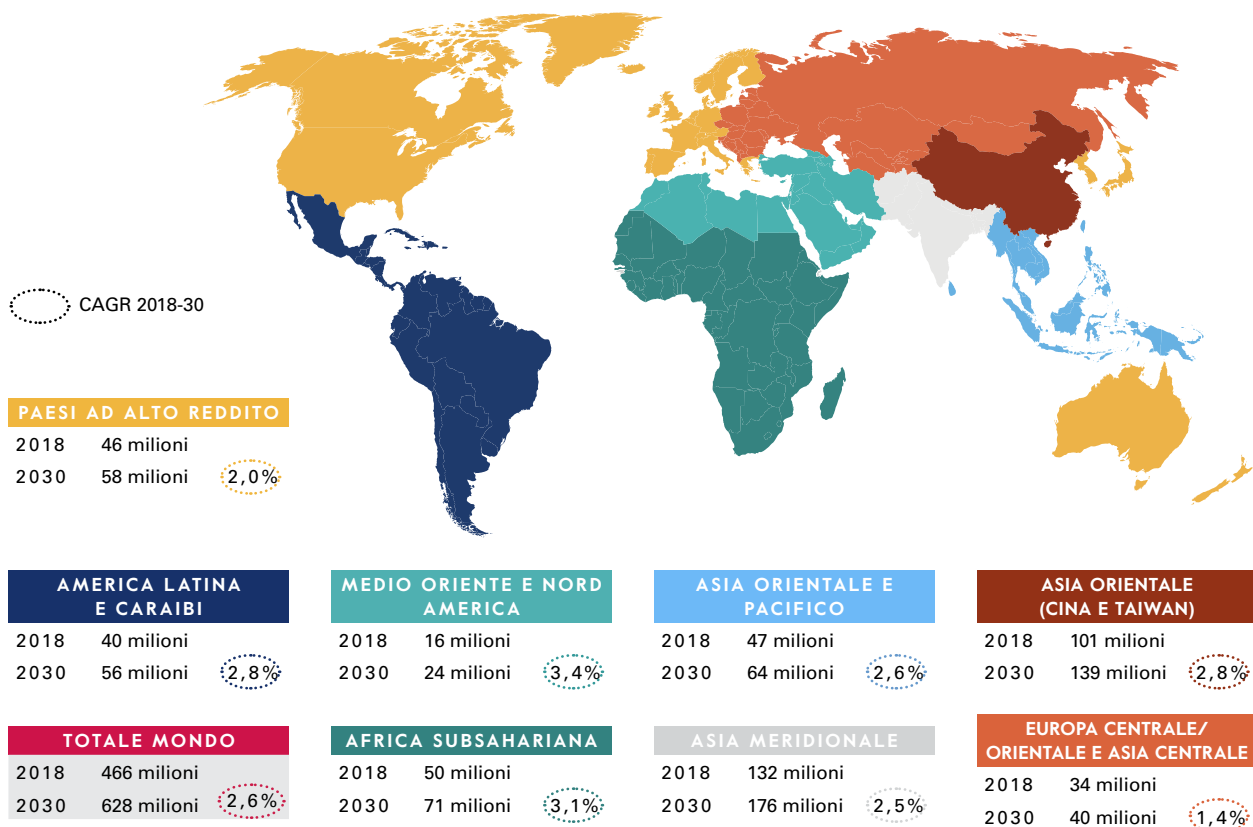 CAGR 2018-30
PAESI AD ALTO REDDITO
2018 46 milioni
2030 58 milioni 2,0%
AMERICA LATINA
E CARAIBI
2018 40 milioni
2030 56 milioni 2,8%
MEDIO ORIENTE E NORD
AMERICA
2018 16 milioni
2030 24 milioni 3,4%
ASIA ORIENTALE E
PACIFICO
2018 47 milioni
2030 64 milioni 2,6%
ASIA ORIENTALE
(CINA E TAIWAN)
2018 101 milioni
2030 139 milioni 2,8%
TOTALE MONDO
2018 466 milioni
2030 628 milioni 2,6%
AFRICA SUBSAHARIANA
2018 50 milioni
2030 71 milioni 3,1%
ASIA MERIDIONALE
2018 132 milioni
2030 176 milioni 2,5%
EUROPA CENTRALE/
ORIENTALE E ASIA CENTRALE
2018 34 milioni
2030 40 milioni 1,4%